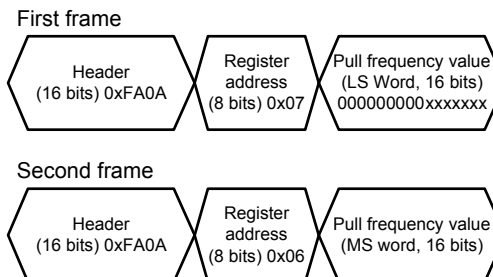 First frame
Header
(16 bits) 0xFA0A
Register
address
(8 bits) 0x07
Pull frequency value
(LS Word, 16 bits)
000000000xxxxxxx
Second frame
Header
(16 bits) 0xFA0A
Register
address
(8 bits) 0x06
Pull frequency value
(MS word, 16 bits)